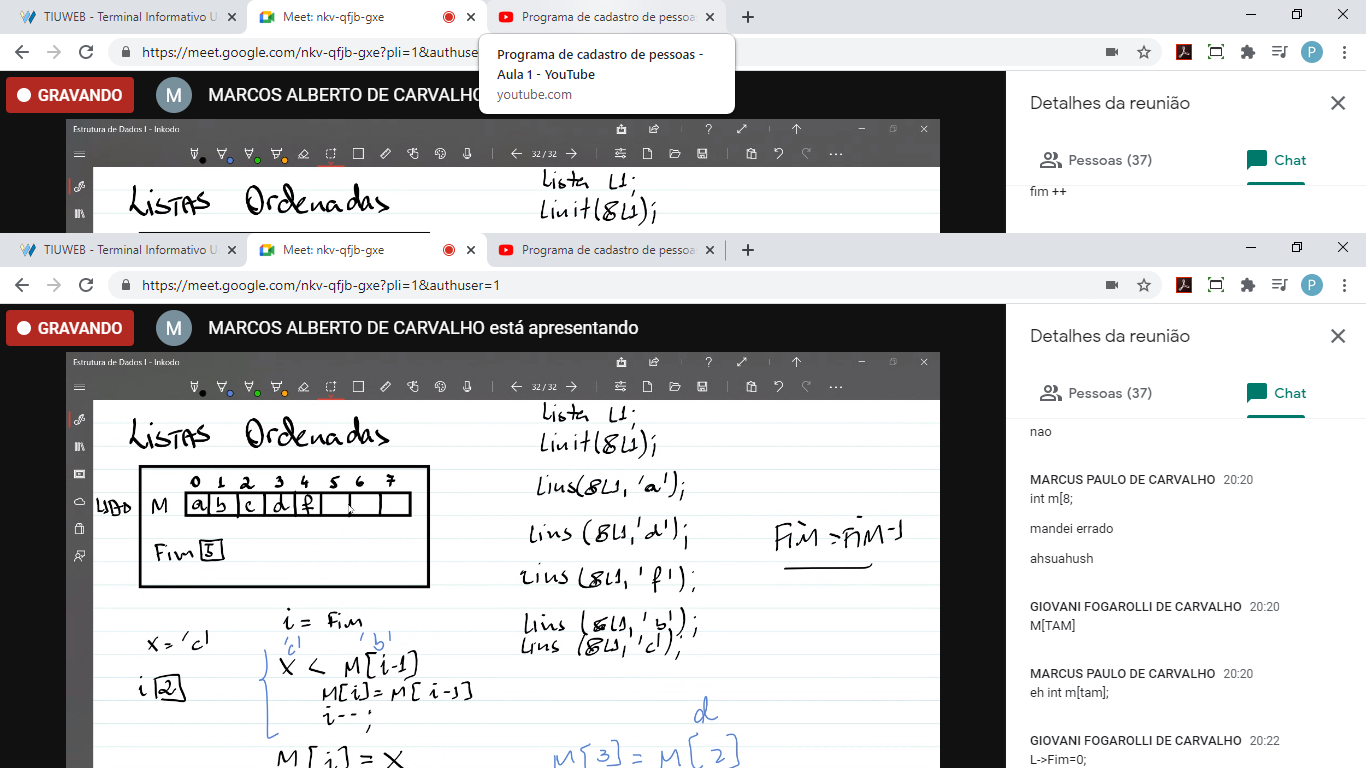 TIUWEB - Terminal Informativo U
Meet: nkv-qfjb-gxe
Programa de cadastro de pessoa
https://meet.google.com/nkv-qfjb-gxe?pli=1&authuse
Programa de cadastro de pessoas -
Aula 1 - YouTube
youtube.com
P
GRAVANDO
M
MARCOS ALBERTO DE CARVALHO
Detalhes da reunião
Estrutura de Dados I - Inkodo
32/32
Pessoas (37)
Chat
fim ++
Listas Ordenadas
Lista L1;
Linit(&L1);
TIUWEB - Terminal Informativo U
Meet: nkv-qfjb-gxe
Programa de cadastro de pessoa
https://meet.google.com/nkv-qfjb-gxe?pli=1&authuser=1
P
GRAVANDO
M
MARCOS ALBERTO DE CARVALHO está apresentando
Detalhes da reunião
Estrutura de Dados I - Inkodo
32/32
Pessoas (37)
Chat
Listas Ordenadas
Lista L1;
Linit(&L1);
0 1 2 3 4 5 6 7
M a b c d f
Fim 5
Lins(&L1, 'a');
Lins (&L1, 'd');
Lins (&L1, 'f');
Lins (&L1, 'b');
Lins (&L1, 'c');
Fim = Fim -1
i = Fim
x = 'c'
'c' 'b'
X < M[i-1]
i 2
M[i] = M[i-1]
i--;
M[i] = X
d
M[3] = M[2]
nao
MARCUS PAULO DE CARVALHO 20:20
int m[8;
mandei errado
ahsuahush
GIOVANI FOGAROLLI DE CARVALHO 20:20
M[TAM]
MARCUS PAULO DE CARVALHO 20:20
eh int m[tam];
GIOVANI FOGAROLLI DE CARVALHO 20:22
L->Fim=0;